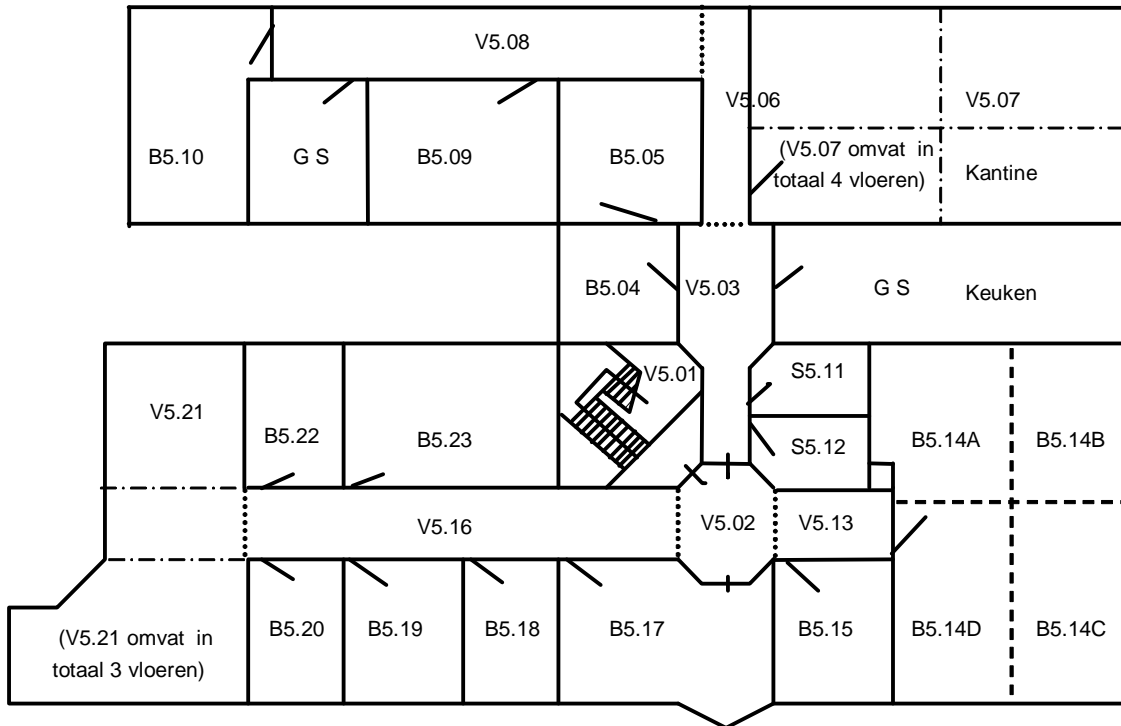 V5.08
V5.06
V5.07
B5.10
G S
B5.09
B5.05
(V5.07 omvat in
totaal 4 vloeren)
Kantine
B5.04
V5.03
G S
Keuken
V5.01
S5.11
V5.21
B5.22
B5.23
S5.12
B5.14A
B5.14B
V5.16
V5.02
V5.13
B5.20
B5.19
B5.18
B5.17
B5.15
B5.14D
B5.14C
(V5.21 omvat in
totaal 3 vloeren)